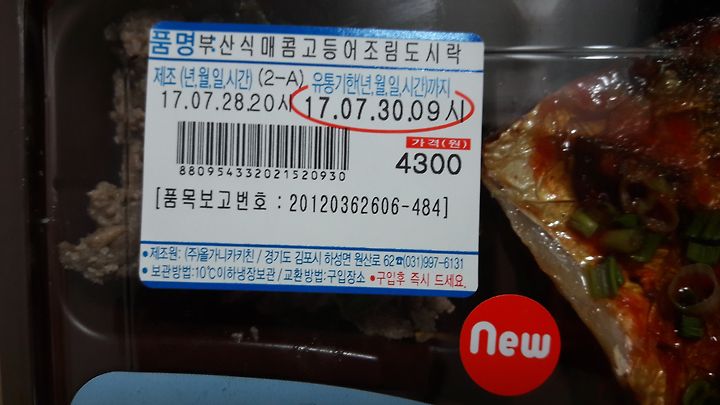 품명 부산식매콤고등어조림도시락
제조 (년,월,일,시간) (2-A) 유통기한(년,월,일,시간)까지
17.07.28.20시 17.07.30.09시
가격(원)
4300
8809543320215​20930
[품목보고번호 : 20120362606-484]
•제조원: (주)올가니카키친 / 경기도 김포시 하성면 원산로 62☎(031)997-6131
•보관방법:10℃이하냉장보관 / 교환방법:구입장소 •구입후 즉시 드세요.
New